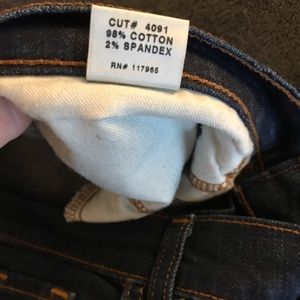 CUT# 4091
98% COTTON
2% SPANDEX
RN# 117965